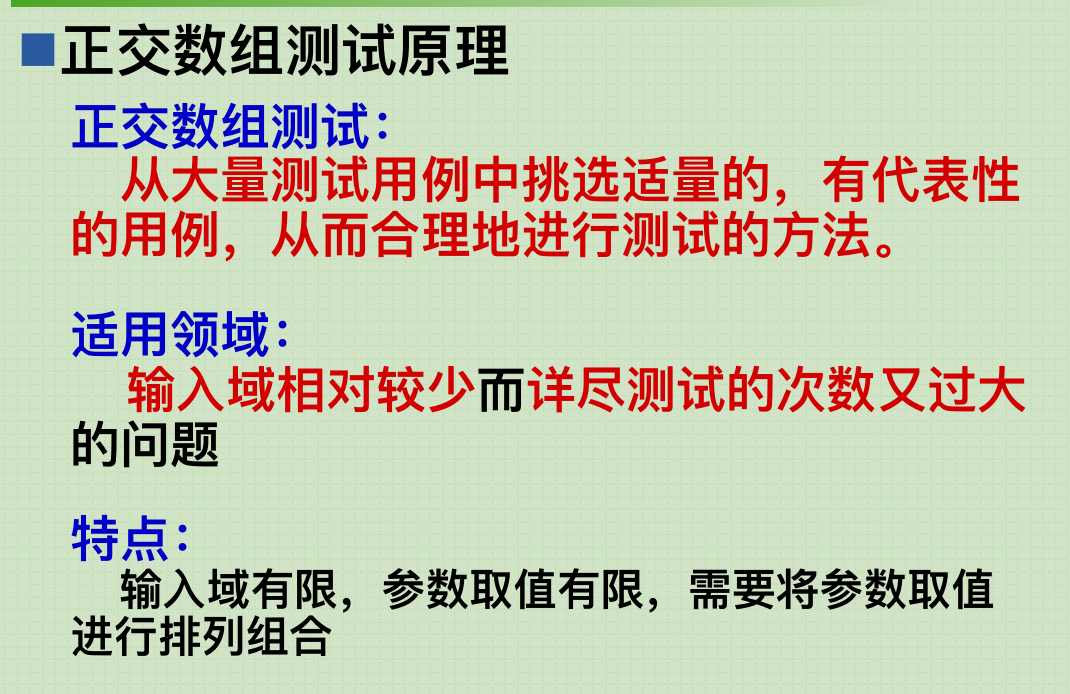 正交数组测试原理
正交数组测试：
从大量测试用例中挑选适量的，有代表性
的用例，从而合理地进行测试的方法。
适用领域：
输入域相对较少而详尽测试的次数又过大
的问题
特点：
输入域有限，参数取值有限，需要将参数取值
进行排列组合